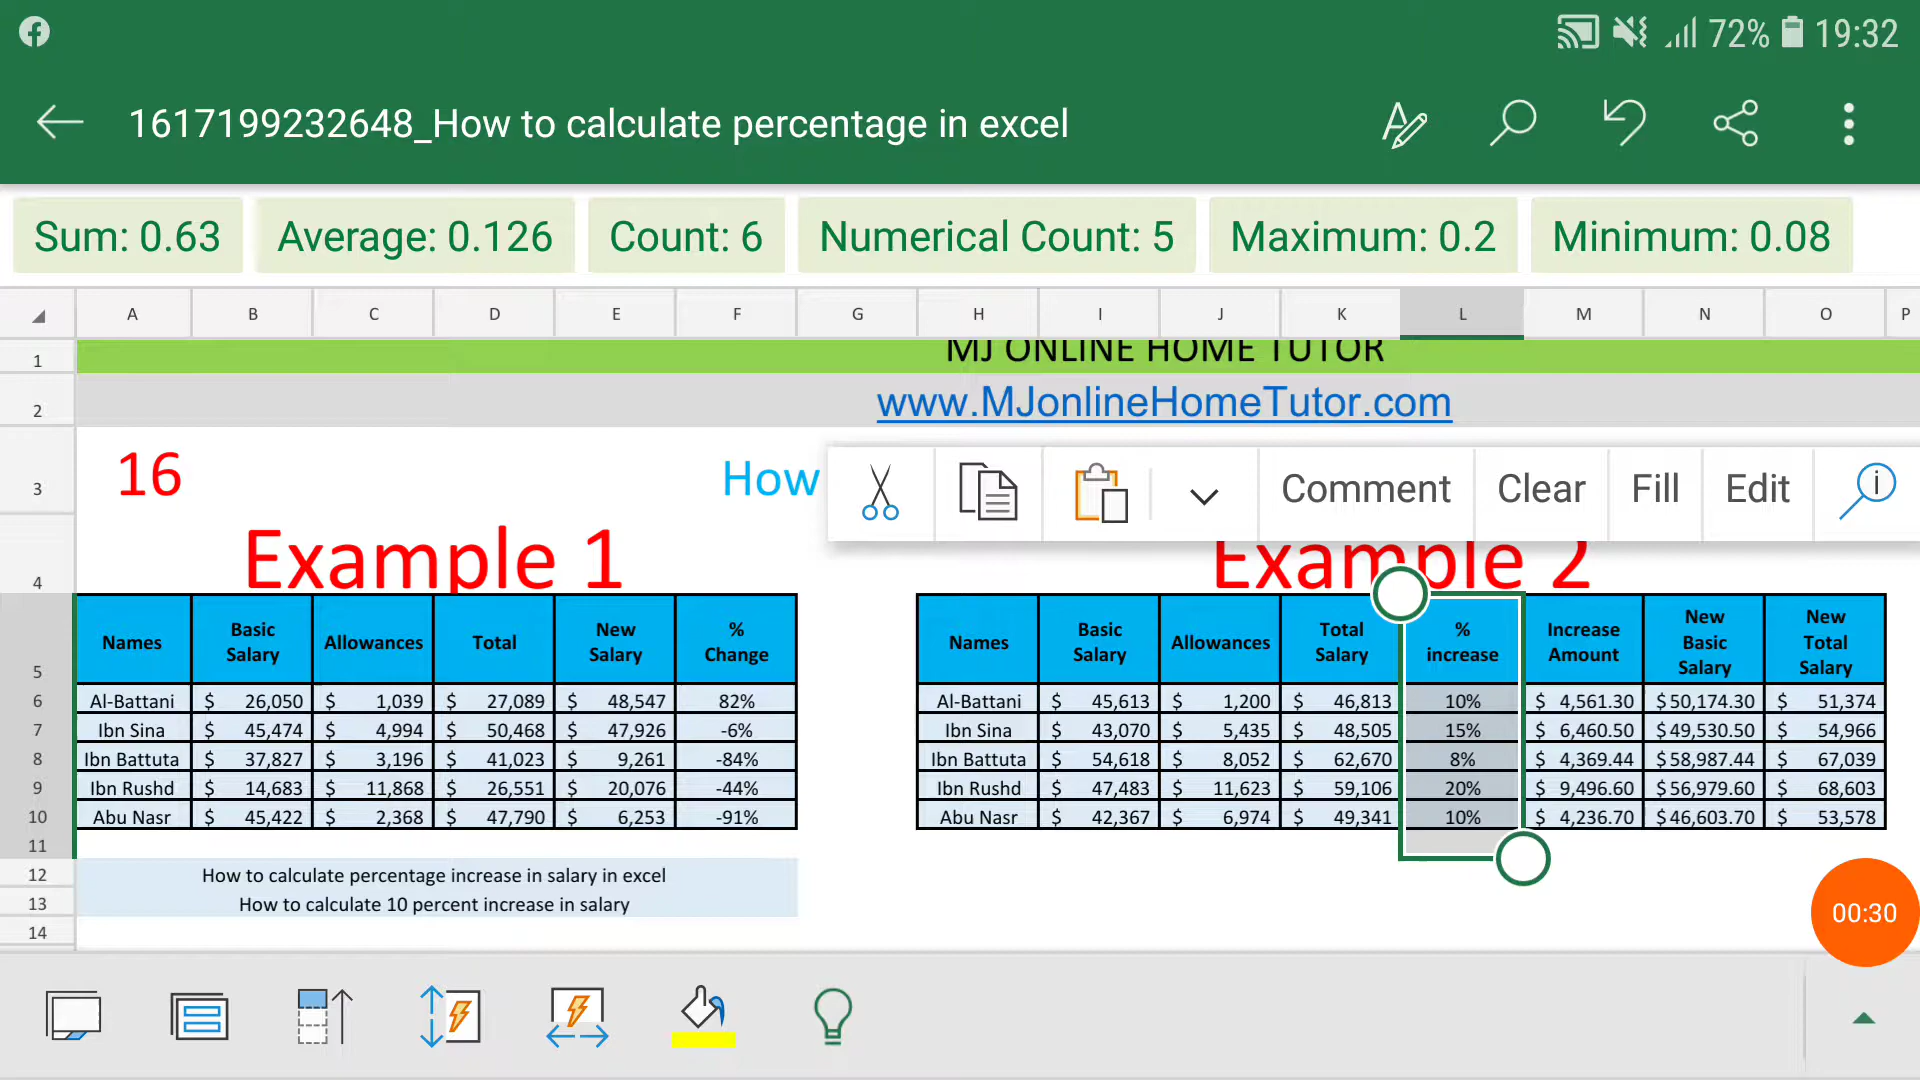 72% 19:32
1617199232648_How to calculate percentage in excel
Sum: 0.63 Average: 0.126 Count: 6 Numerical Count: 5 Maximum: 0.2 Minimum: 0.08
A B C D E F G H I J K L M N O P
1 MJ ONLINE HOME TUTOR
2 www.MJonlineHomeTutor.com
3 16 How Comment Clear Fill Edit
4 Example 1 Example 2
5 Names Basic Salary Allowances Total New Salary % Change Names Basic Salary Allowances Total Salary % increase Increase Amount New Basic Salary New Total Salary
6 Al-Battani $ 26,050 $ 1,039 $ 27,089 $ 48,547 82% Al-Battani $ 45,613 $ 1,200 $ 46,813 10% $ 4,561.30 $ 50,174.30 $ 51,374
7 Ibn Sina $ 45,474 $ 4,994 $ 50,468 $ 47,926 -6% Ibn Sina $ 43,070 $ 5,435 $ 48,505 15% $ 6,460.50 $ 49,530.50 $ 54,966
8 Ibn Battuta $ 37,827 $ 3,196 $ 41,023 $ 9,261 -84% Ibn Battuta $ 54,618 $ 8,052 $ 62,670 8% $ 4,369.44 $ 58,987.44 $ 67,039
9 Ibn Rushd $ 14,683 $ 11,868 $ 26,551 $ 20,076 -44% Ibn Rushd $ 47,483 $ 11,623 $ 59,106 20% $ 9,496.60 $ 56,979.60 $ 68,603
10 Abu Nasr $ 45,422 $ 2,368 $ 47,790 $ 6,253 -91% Abu Nasr $ 42,367 $ 6,974 $ 49,341 10% $ 4,236.70 $ 46,603.70 $ 53,578
11
12 How to calculate percentage increase in salary in excel
13 How to calculate 10 percent increase in salary
14
00:30